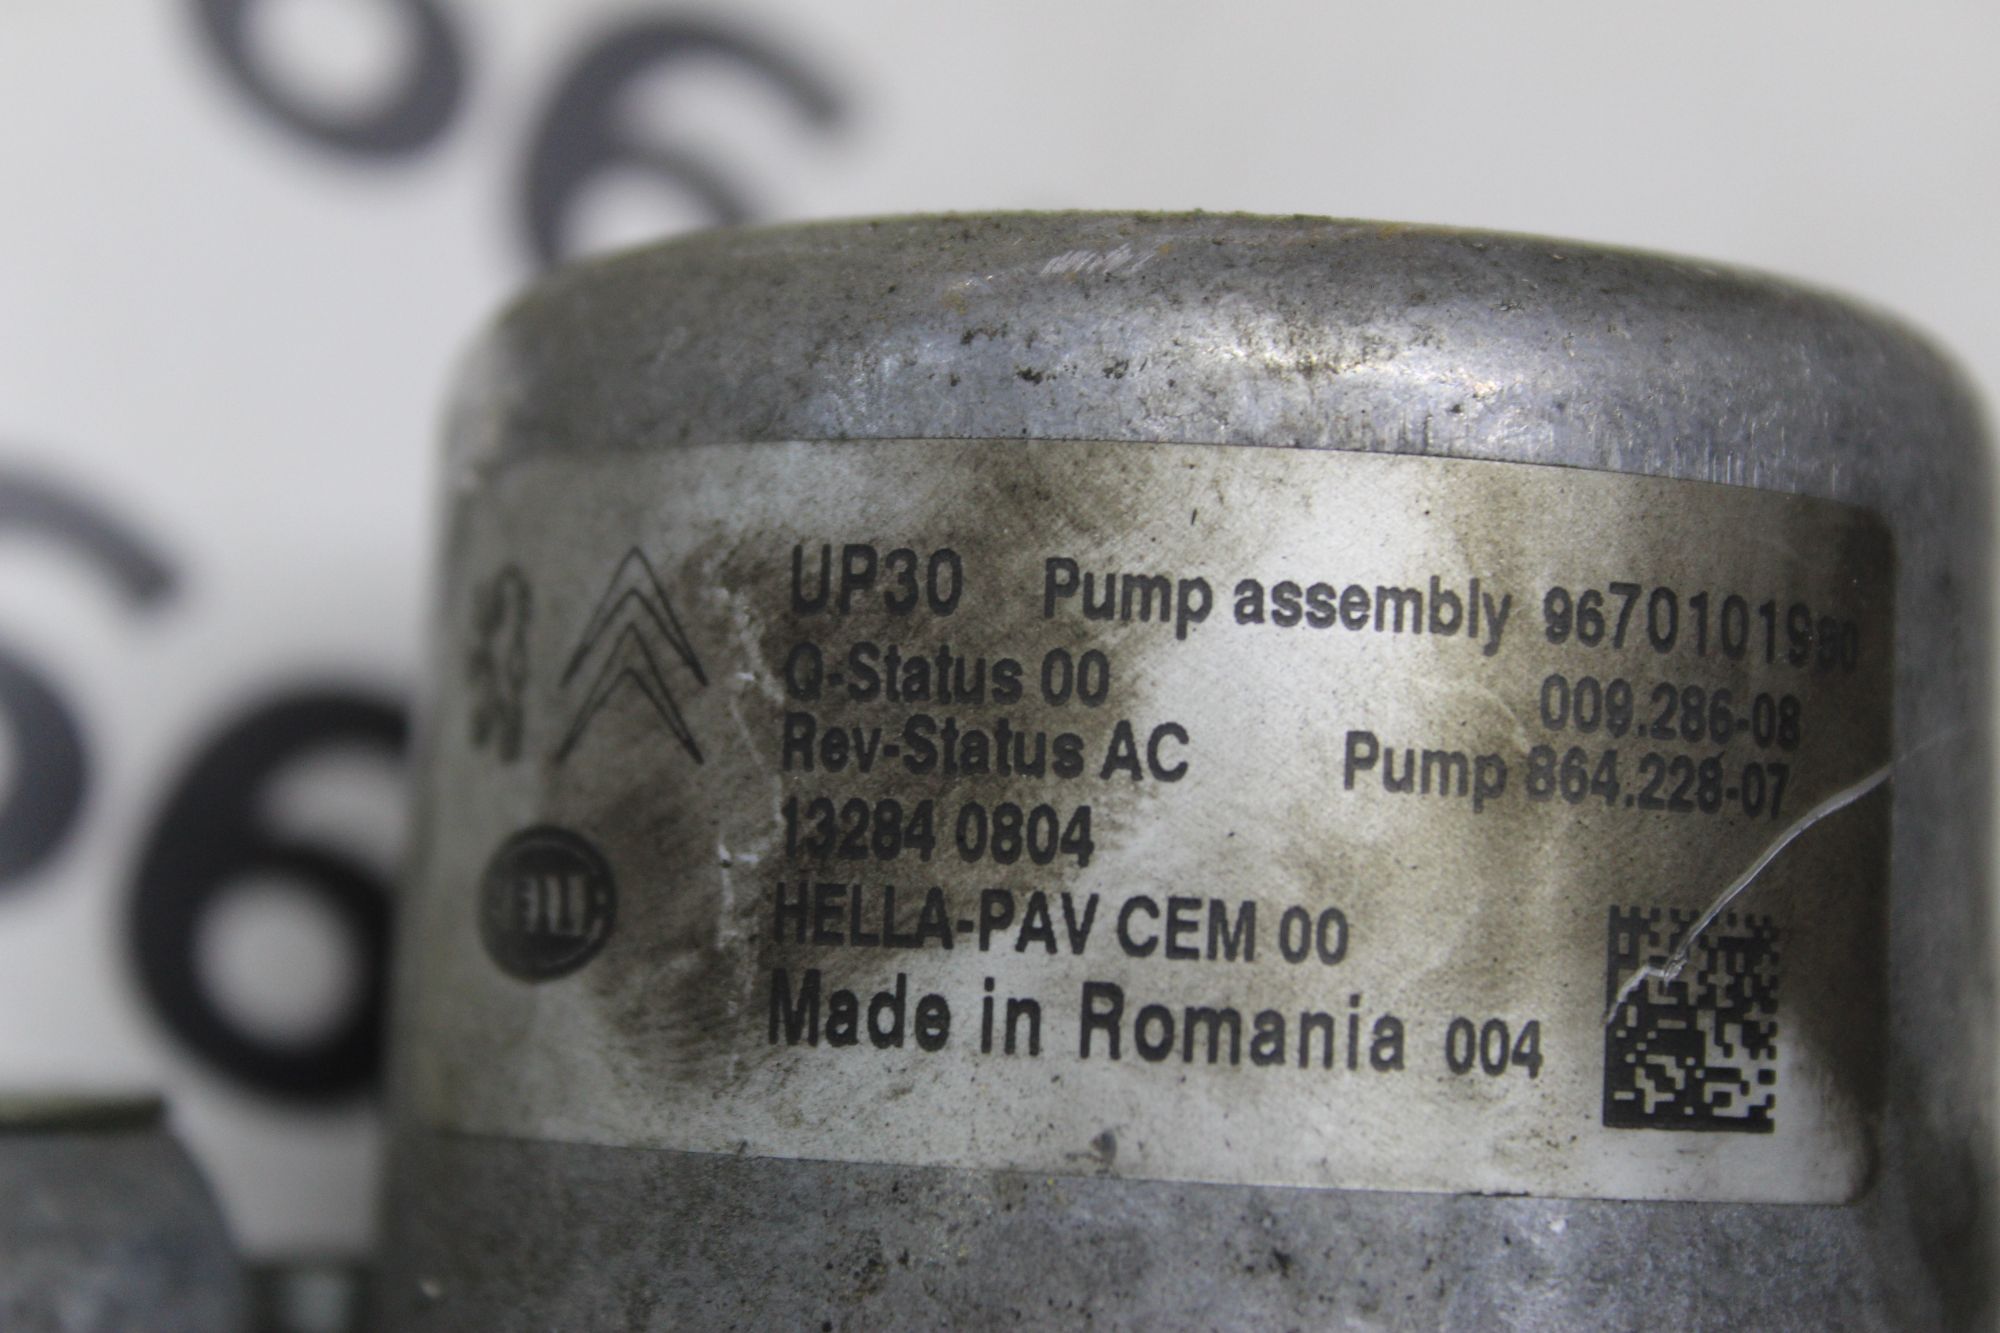 UP30 Pump assembly 9670101980
Q-Status 00 009.286-08
Rev-Status AC Pump 864.228-07
13284 0804
HELLA-PAV CEM 00
Made in Romania 004